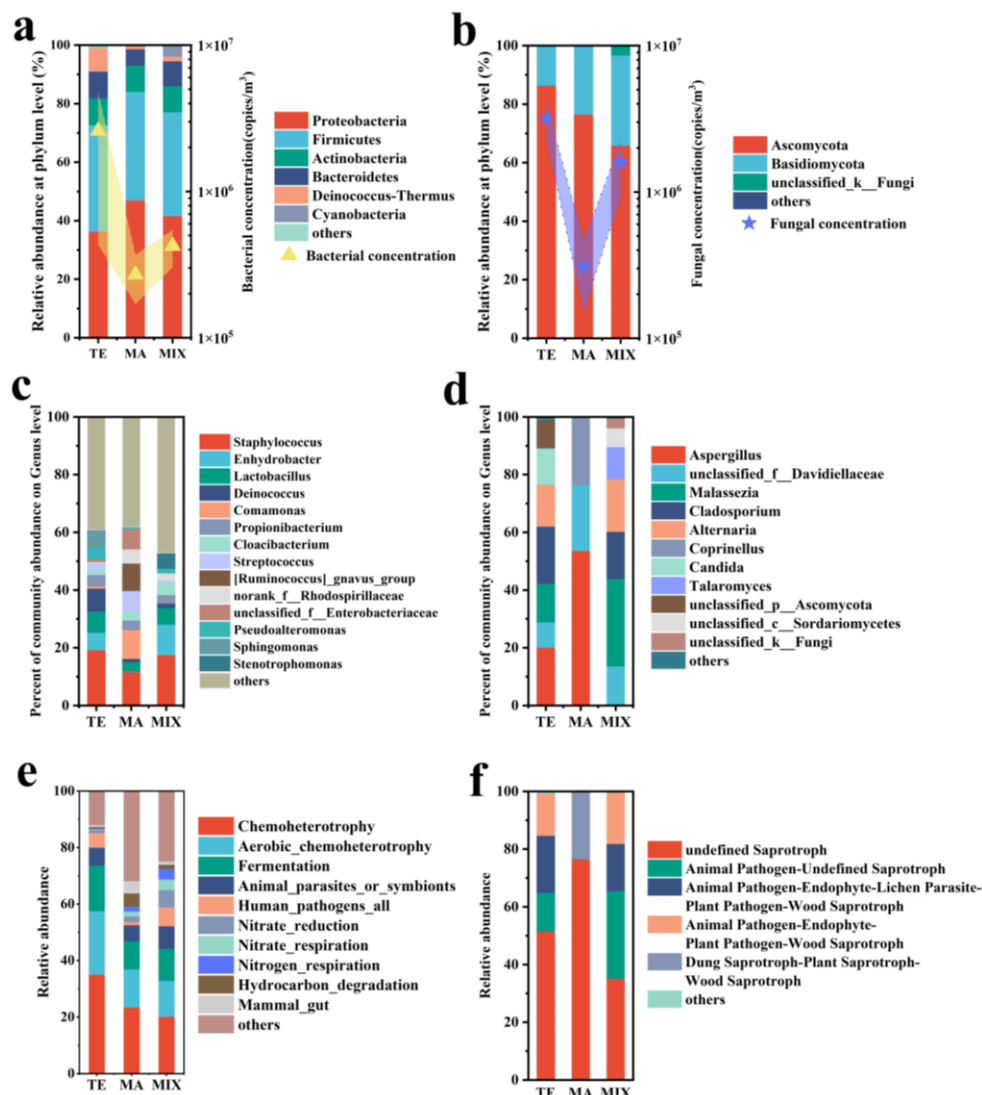 a
Relative abundance at phylum level (%)
100
80
60
40
20
0
TE
MA
MIX
1×10⁷
1×10⁶
1×10⁵
Bacterial concentration(copies/m³)
Proteobacteria
Firmicutes
Actinobacteria
Bacteroidetes
Deinococcus-Thermus
Cyanobacteria
others
Bacterial concentration
b
Relative abundance at phylum level (%)
100
80
60
40
20
0
TE
MA
MIX
1×10⁷
1×10⁶
1×10⁵
Fungal concentration(copies/m³)
Ascomycota
Basidiomycota
unclassified_k__Fungi
others
Fungal concentration
c
Percent of community abundance on Genus level
100
80
60
40
20
0
TE
MA
MIX
Staphylococcus
Enhydrobacter
Lactobacillus
Deinococcus
Comamonas
Propionibacterium
Cloacibacterium
Streptococcus
[Ruminococcus]_gnavus_group
norank_f__Rhodospirillaceae
unclassified_f__Enterobacteriaceae
Pseudoalteromonas
Sphingomonas
Stenotrophomonas
others
d
Percent of community abundance on Genus level
100
80
60
40
20
0
TE
MA
MIX
Aspergillus
unclassified_f__Davidiellaceae
Malassezia
Cladosporium
Alternaria
Coprinellus
Candida
Talaromyces
unclassified_p__Ascomycota
unclassified_c__Sordariomycetes
unclassified_k__Fungi
others
e
Relative abundance
100
80
60
40
20
0
TE
MA
MIX
Chemoheterotrophy
Aerobic_chemoheterotrophy
Fermentation
Animal_parasites_or_symbionts
Human_pathogens_all
Nitrate_reduction
Nitrate_respiration
Nitrogen_respiration
Hydrocarbon_degradation
Mammal_gut
others
f
Relative abundance
100
80
60
40
20
0
TE
MA
MIX
undefined Saprotroph
Animal Pathogen-Undefined Saprotroph
Animal Pathogen-Endophyte-Lichen Parasite-
Plant Pathogen-Wood Saprotroph
Animal Pathogen-Endophyte-
Plant Pathogen-Wood Saprotroph
Dung Saprotroph-Plant Saprotroph-
Wood Saprotroph
others